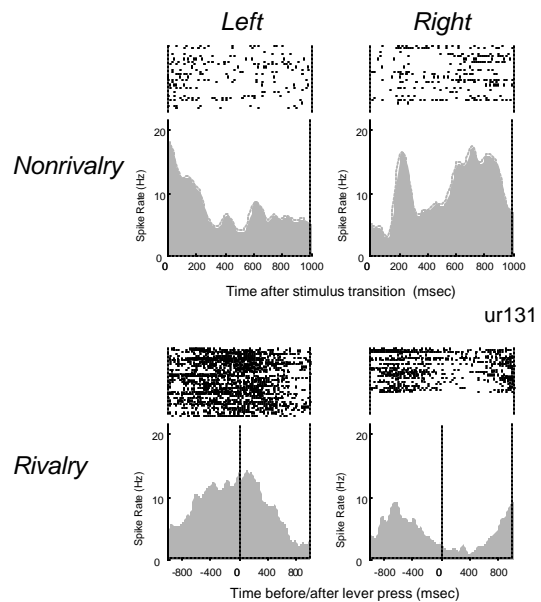 Left Right
Nonrivalry
Spike Rate (Hz)
20
10
0
0 200 400 600 800 1000
Spike Rate (Hz)
20
10
0
0 200 400 600 800 1000
Time after stimulus transition (msec)
ur131
Rivalry
Spike Rate (Hz)
20
10
0
-800 -400 0 400 800
Spike Rate (Hz)
20
10
0
-800 -400 0 400 800
Time before/after lever press (msec)